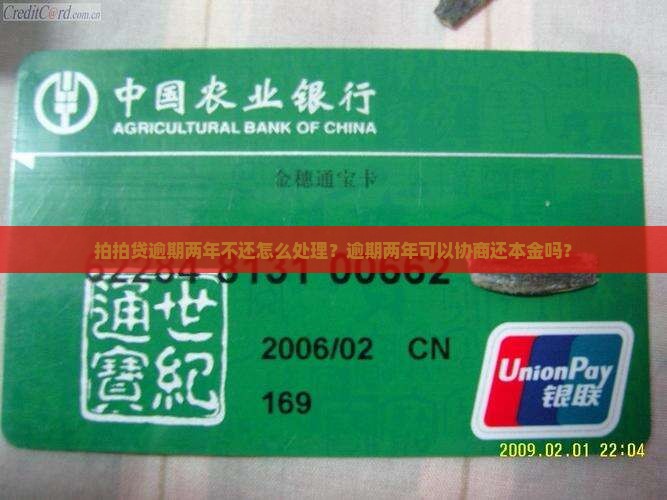 CreditCard.com.cn
中国农业银行
AGRICULTURAL BANK OF CHINA
金穗通宝卡
拍拍贷逾期两年不还怎么处理？逾期两年可以协商还本金吗？
世紀
通寶
2006/02 CN
169
UnionPay
银联
2009.02.01 22:04